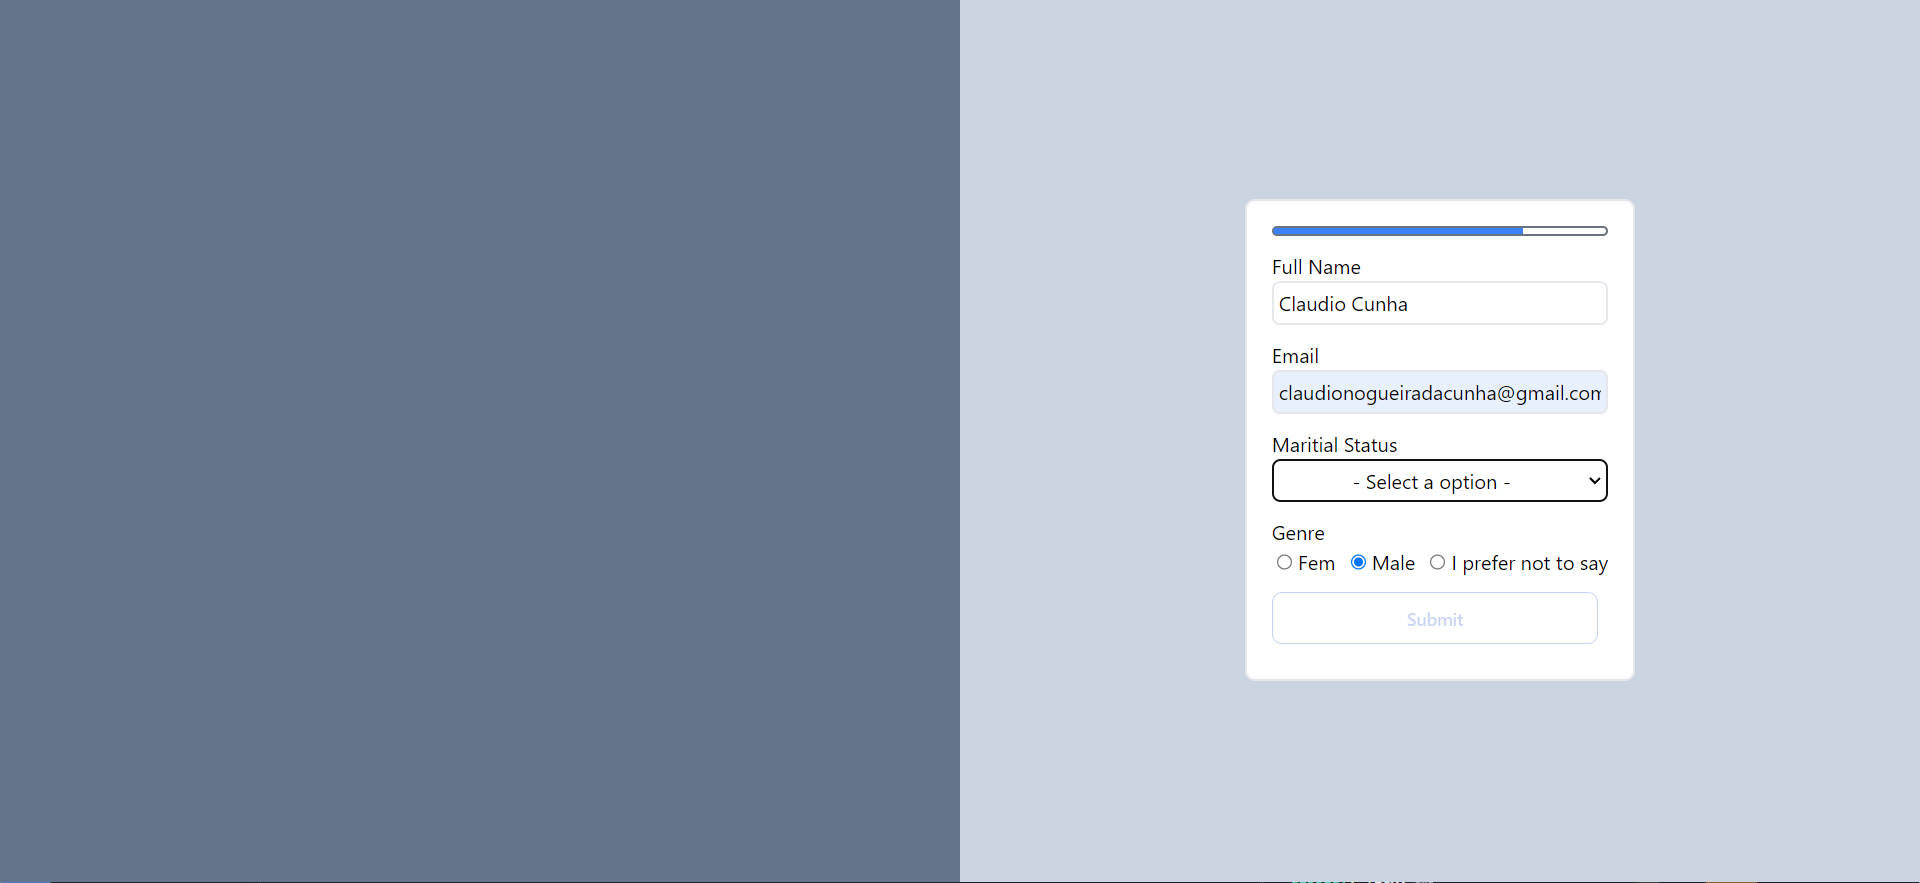 Full Name
Claudio Cunha
Email
claudionogueiradacunha@gmail.com
Maritial Status
- Select a option -
Genre
Fem Male I prefer not to say
Submit